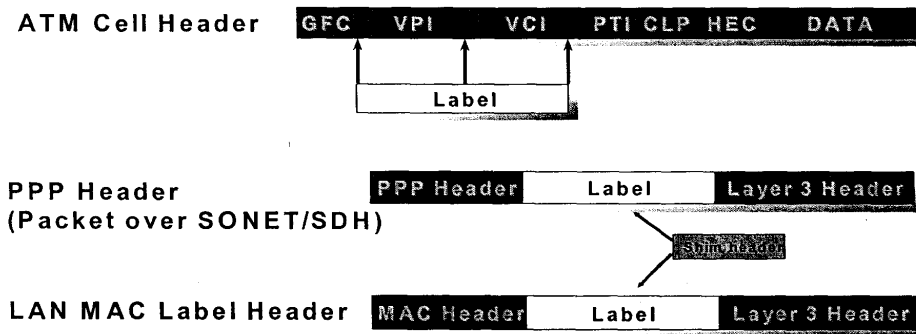 ATM Cell Header GFC VPI VCI PTI CLP HEC DATA
Label
PPP Header PPP Header Label Layer 3 Header
(Packet over SONET/SDH)
Shim header
LAN MAC Label Header MAC Header Label Layer 3 Header